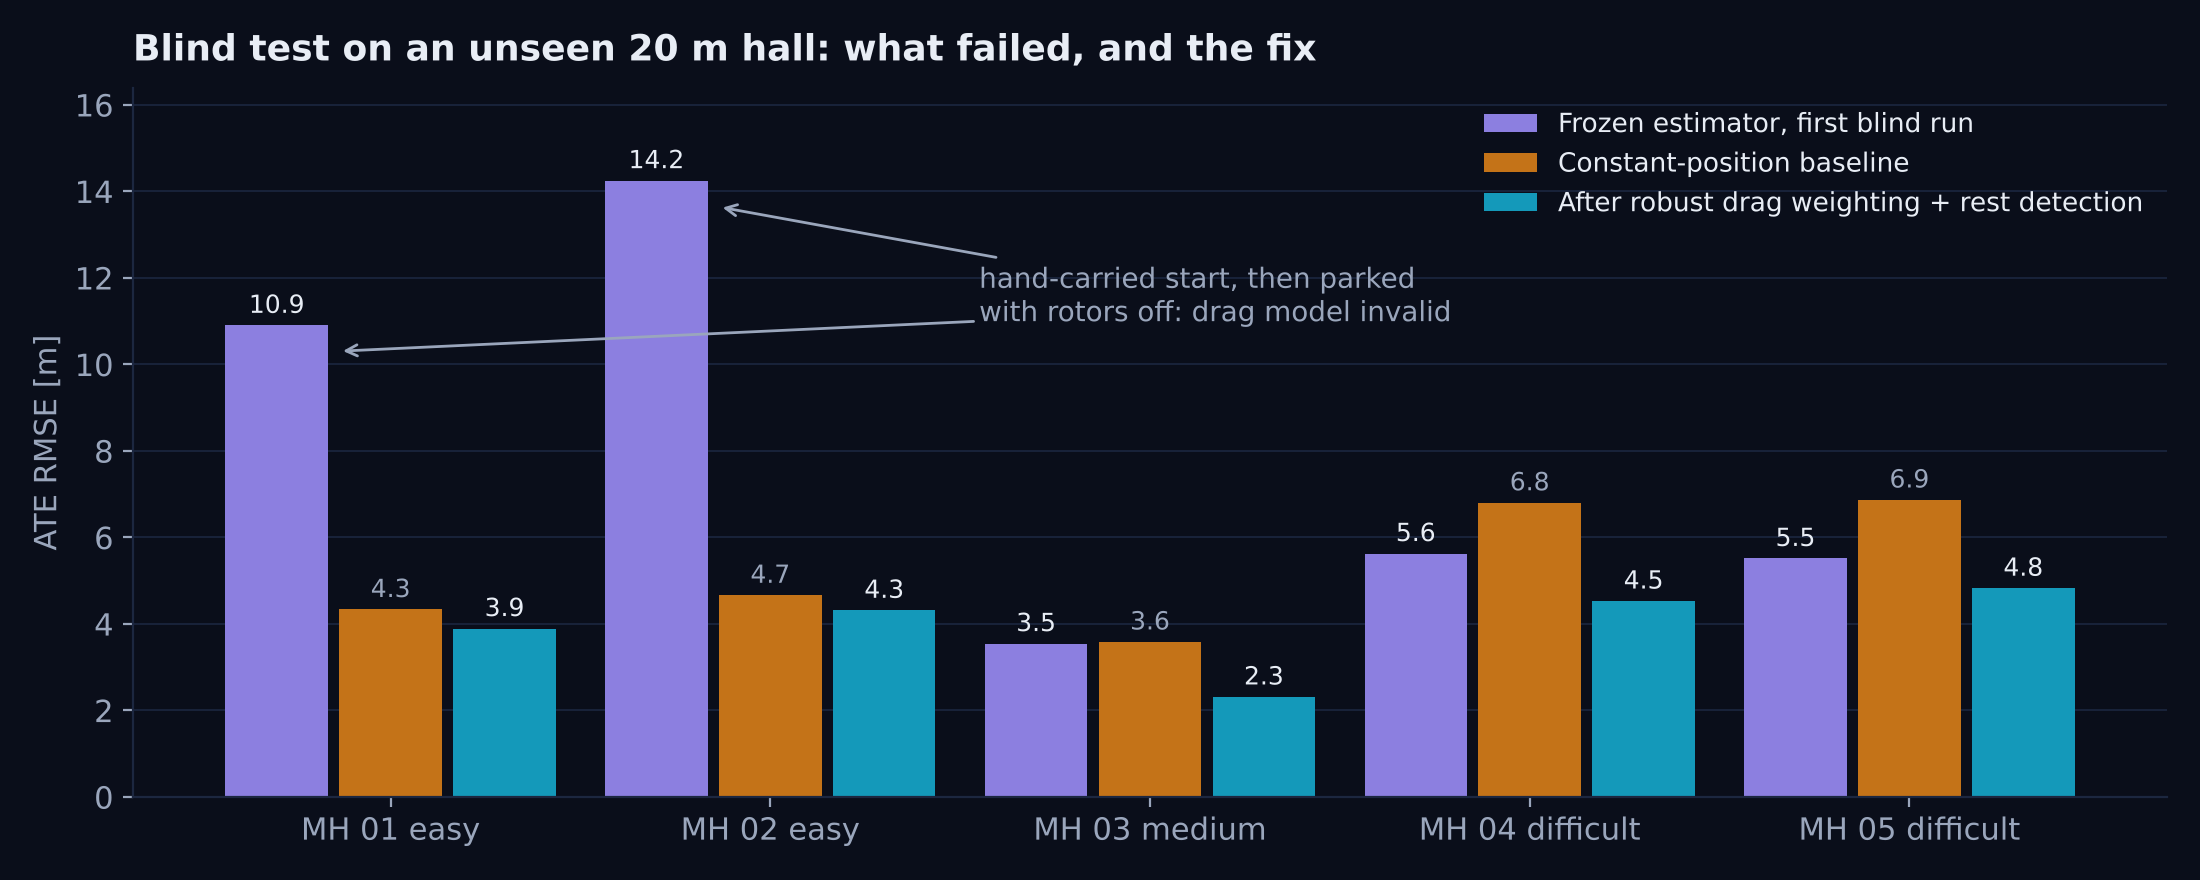 Blind test on an unseen 20 m hall: what failed, and the fix
Frozen estimator, first blind run
Constant-position baseline
After robust drag weighting + rest detection
ATE RMSE [m]
16
14
12
10
8
6
4
2
0
10.9
4.3
3.9
14.2
4.7
4.3
hand-carried start, then parked
with rotors off: drag model invalid
3.5
3.6
2.3
5.6
6.8
4.5
5.5
6.9
4.8
MH 01 easy
MH 02 easy
MH 03 medium
MH 04 difficult
MH 05 difficult